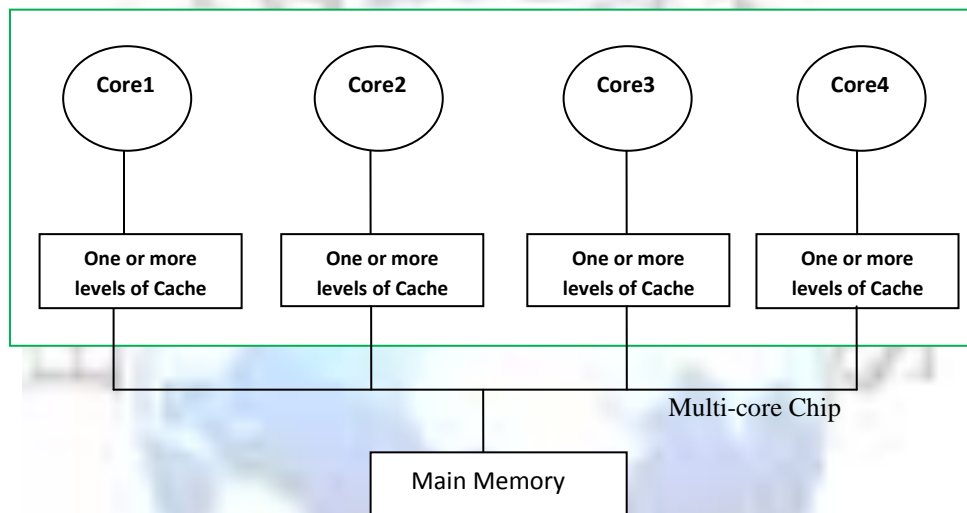 Core1
Core2
Core3
Core4
One or more
levels of Cache
One or more
levels of Cache
One or more
levels of Cache
One or more
levels of Cache
Multi-core Chip
Main Memory